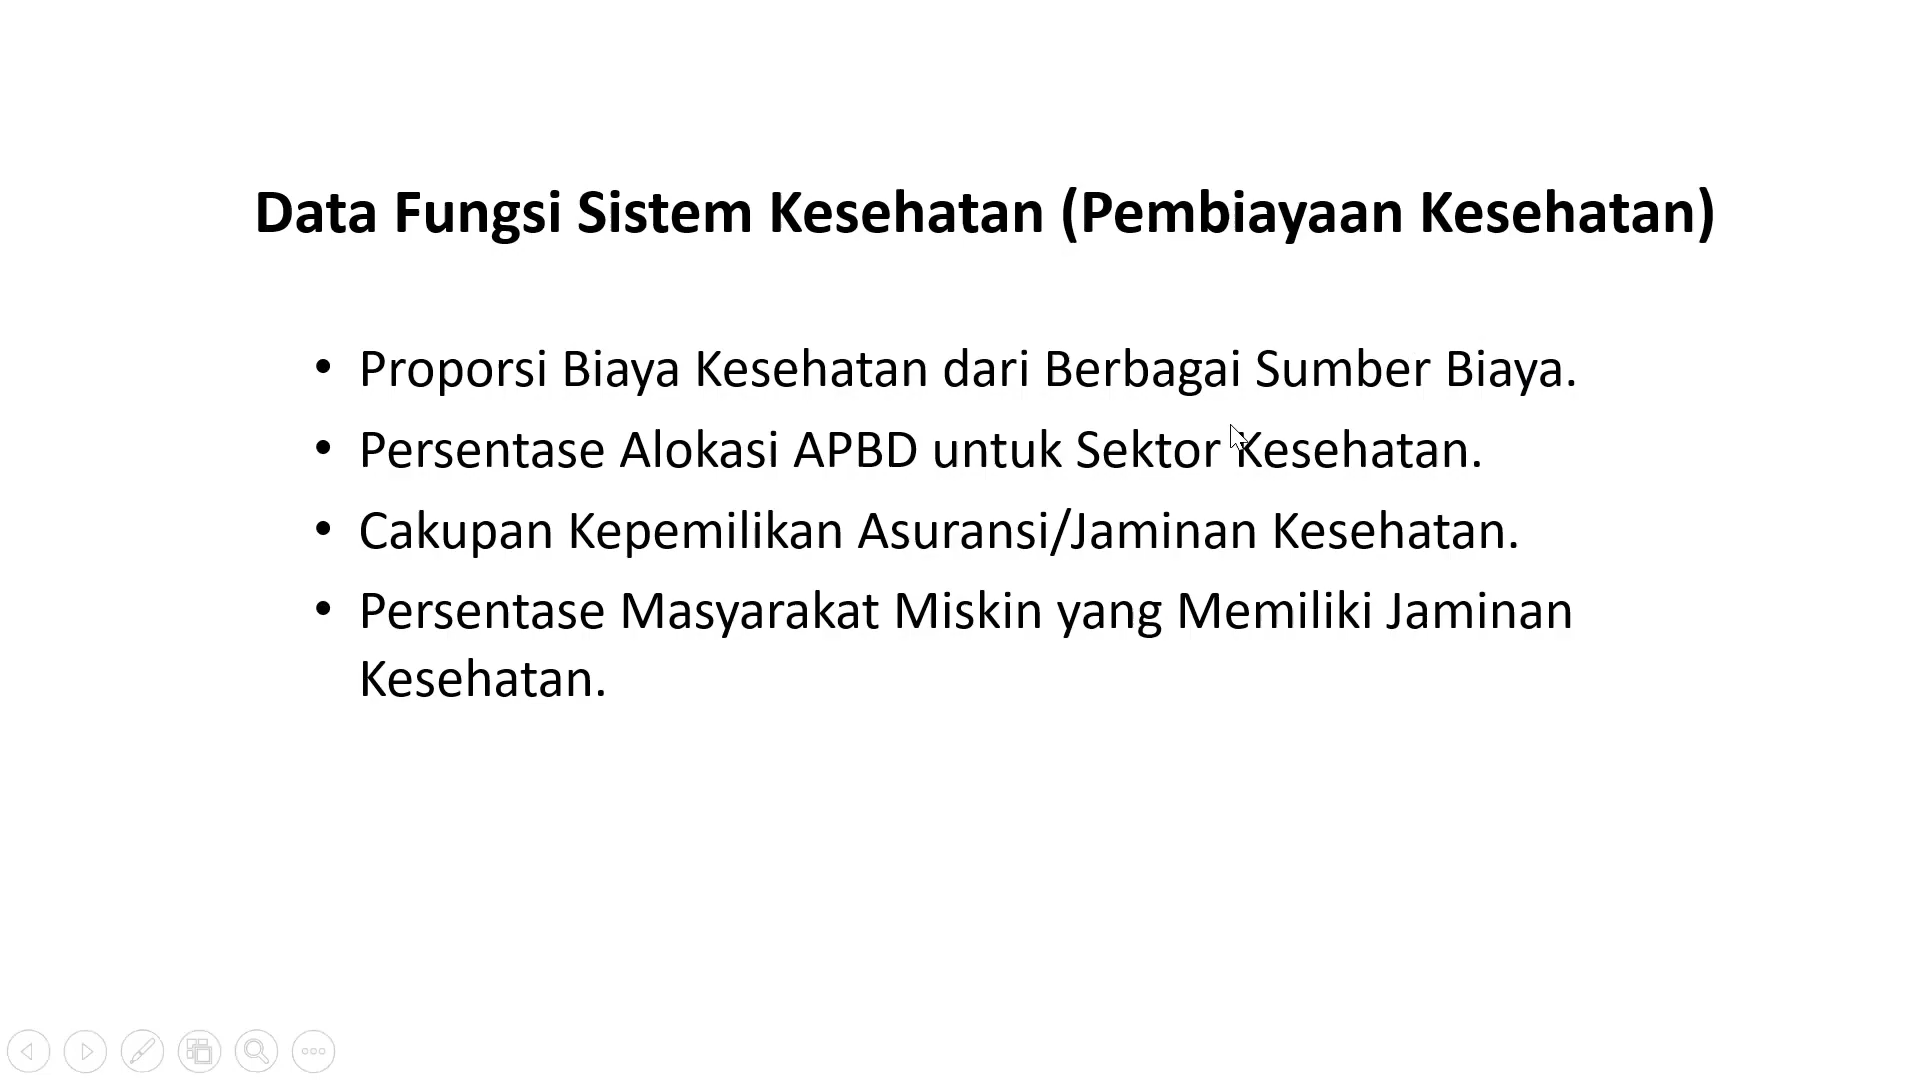 Data Fungsi Sistem Kesehatan (Pembiayaan Kesehatan)
• Proporsi Biaya Kesehatan dari Berbagai Sumber Biaya.
• Persentase Alokasi APBD untuk Sektor Kesehatan.
• Cakupan Kepemilikan Asuransi/Jaminan Kesehatan.
• Persentase Masyarakat Miskin yang Memiliki Jaminan
Kesehatan.